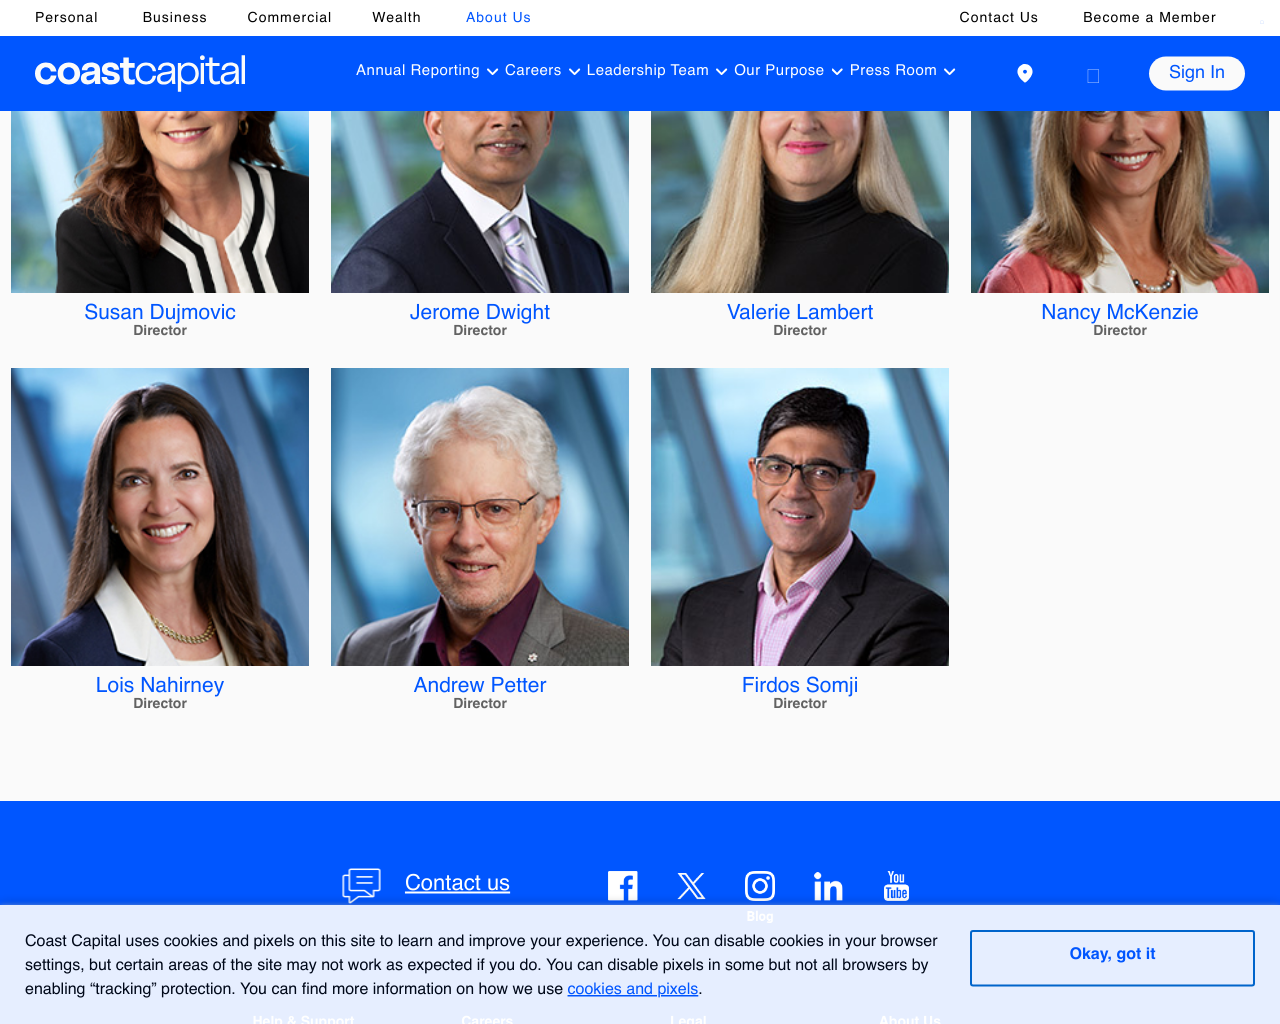 Personal Business Commercial Wealth About Us Contact Us Become a Member
coastcapital Annual Reporting Careers Leadership Team Our Purpose Press Room Sign In
Susan Dujmovic Jerome Dwight Valerie Lambert Nancy McKenzie
Director Director Director Director
Lois Nahirney Andrew Petter Firdos Somji
Director Director Director
Contact us You Tube
Blog
Coast Capital uses cookies and pixels on this site to learn and improve your experience. You can disable cookies in your browser
settings, but certain areas of the site may not work as expected if you do. You can disable pixels in some but not all browsers by
enabling “tracking” protection. You can find more information on how we use cookies and pixels.
Okay, got it
Help & Support Careers Legal About Us